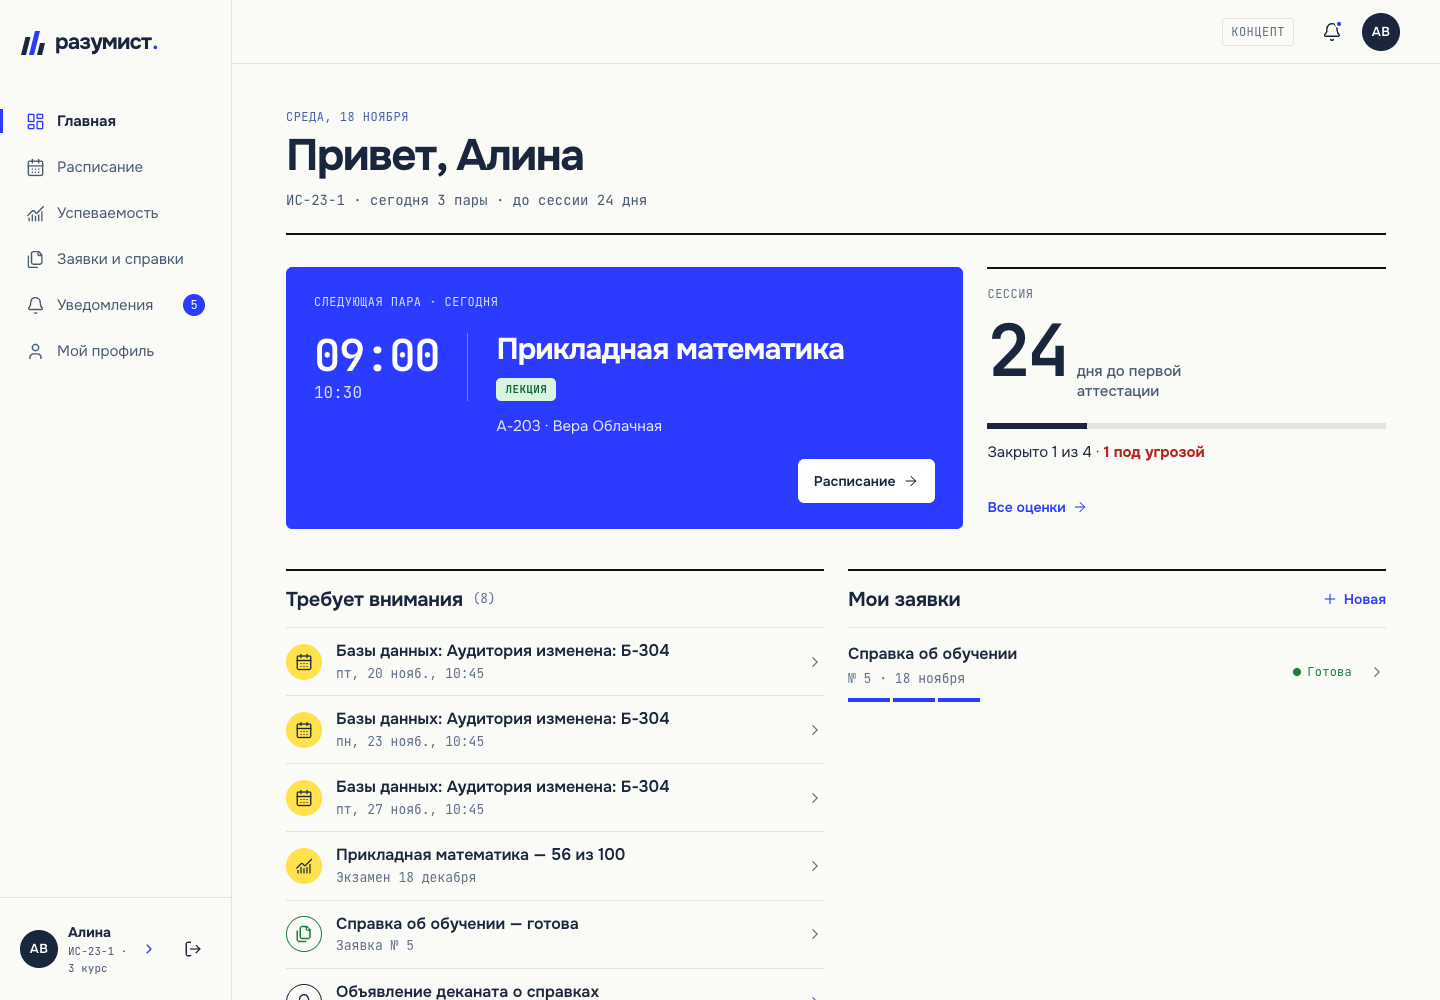 разумист.
КОНЦЕПТ
АВ
Главная
Расписание
Успеваемость
Заявки и справки
Уведомления 5
Мой профиль
СРЕДА, 18 НОЯБРЯ
Привет, Алина
ИС-23-1 · сегодня 3 пары · до сессии 24 дня
СЛЕДУЮЩАЯ ПАРА · СЕГОДНЯ
09:00
10:30
Прикладная математика
ЛЕКЦИЯ
А-203 · Вера Облачная
Расписание
СЕССИЯ
24 дня до первой
аттестации
Закрыто 1 из 4 · 1 под угрозой
Все оценки
Требует внимания (8)
Базы данных: Аудитория изменена: Б-304
пт, 20 нояб., 10:45
Базы данных: Аудитория изменена: Б-304
пн, 23 нояб., 10:45
Базы данных: Аудитория изменена: Б-304
пт, 27 нояб., 10:45
Прикладная математика — 56 из 100
Экзамен 18 декабря
Справка об обучении — готова
Заявка № 5
Объявление деканата о справках
Мои заявки
Новая
Справка об обучении
№ 5 · 18 ноября
Готова
АВ
Алина
ИС-23-1 ·
3 курс